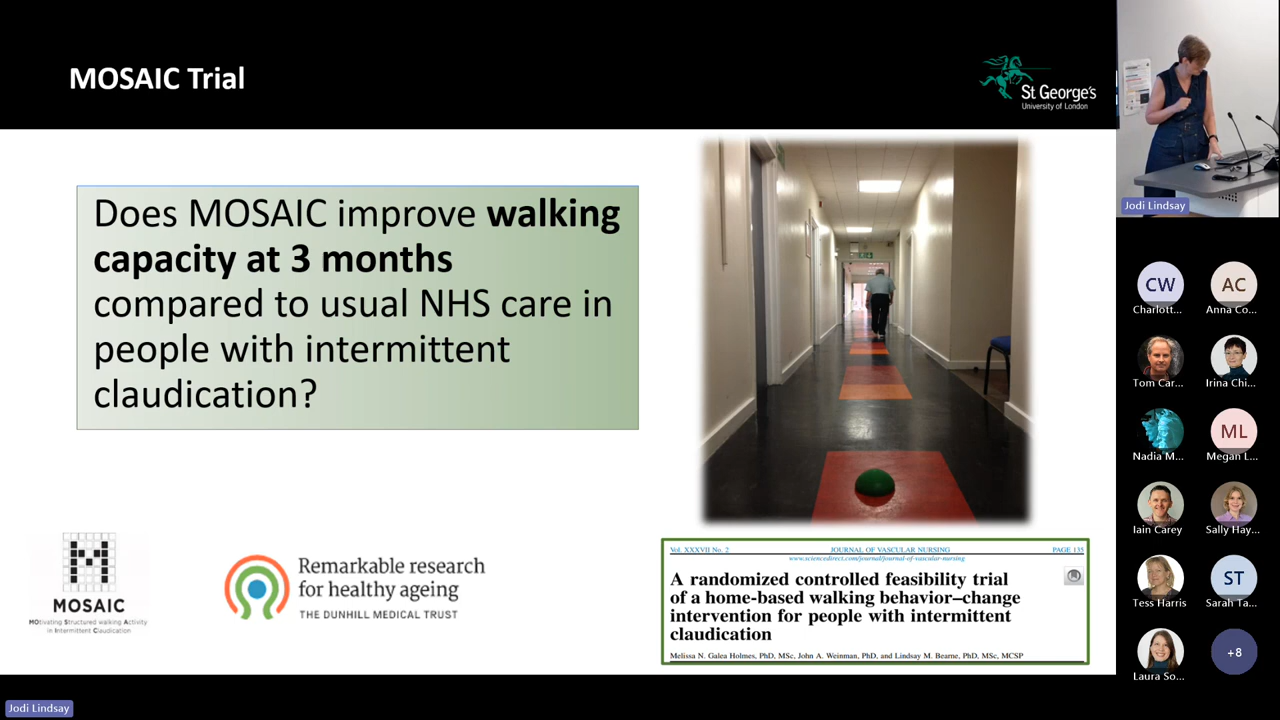 MOSAIC Trial
St George's
University of London
Does MOSAIC improve walking
capacity at 3 months
compared to usual NHS care in
people with intermittent
claudication?
MOSAIC
MOtivating Structured walking Activity
in Intermittent Claudication
Remarkable research
for healthy ageing
THE DUNHILL MEDICAL TRUST
Vol. XXXVII No. 2 JOURNAL OF VASCULAR NURSING PAGE 135
www.sciencedirect.com/journal/journal-of-vascular-nursing
A randomized controlled feasibility trial
of a home-based walking behavior–change
intervention for people with intermittent
claudication
Melissa N. Galea Holmes, PhD, MSc, John A. Weinman, PhD, and Lindsay M. Bearne, PhD, MSc, MCSP
Jodi Lindsay
CW AC
Charlott... Anna Co...
Tom Car... Irina Chi...
ML
Nadia M... Megan L...
Iain Carey Sally Hay...
ST
Tess Harris Sarah Ta...
+8
Laura So...
Jodi Lindsay